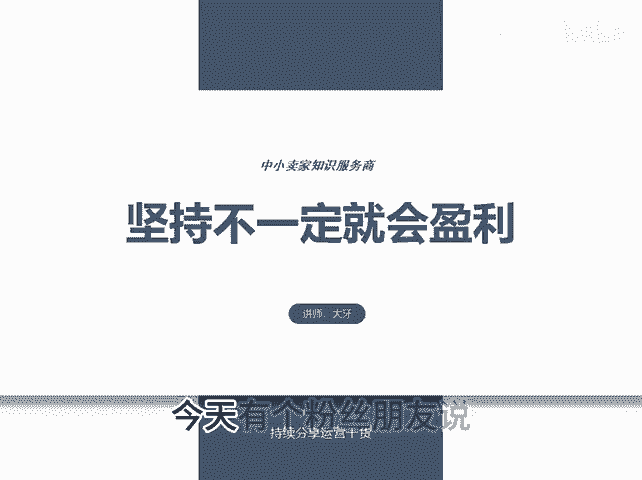 中小卖家知识服务商
坚持不一定就会盈利
讲师：大牙
今天有个粉丝朋友说
持续分享运营干货